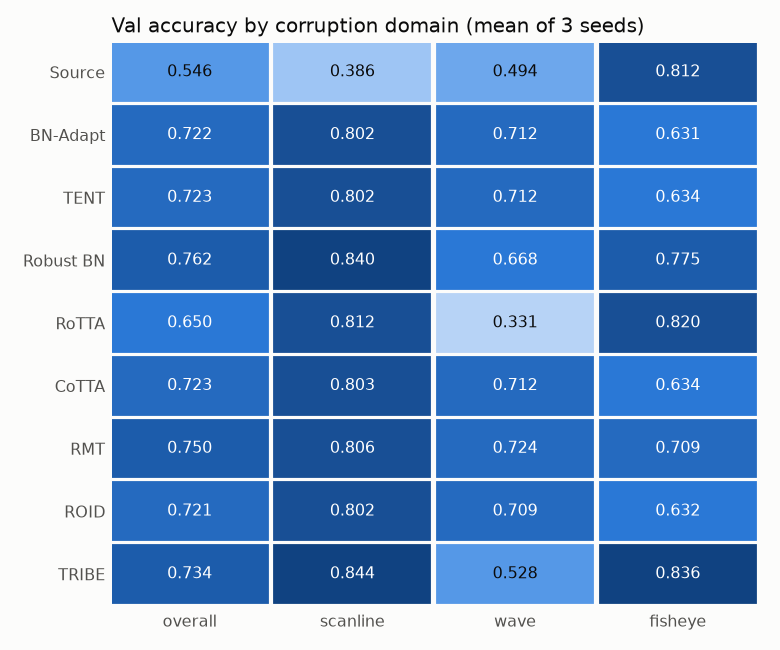 Val accuracy by corruption domain (mean of 3 seeds)
Source 0.546 0.386 0.494 0.812
BN-Adapt 0.722 0.802 0.712 0.631
TENT 0.723 0.802 0.712 0.634
Robust BN 0.762 0.840 0.668 0.775
RoTTA 0.650 0.812 0.331 0.820
CoTTA 0.723 0.803 0.712 0.634
RMT 0.750 0.806 0.724 0.709
ROID 0.721 0.802 0.709 0.632
TRIBE 0.734 0.844 0.528 0.836
overall scanline wave fisheye